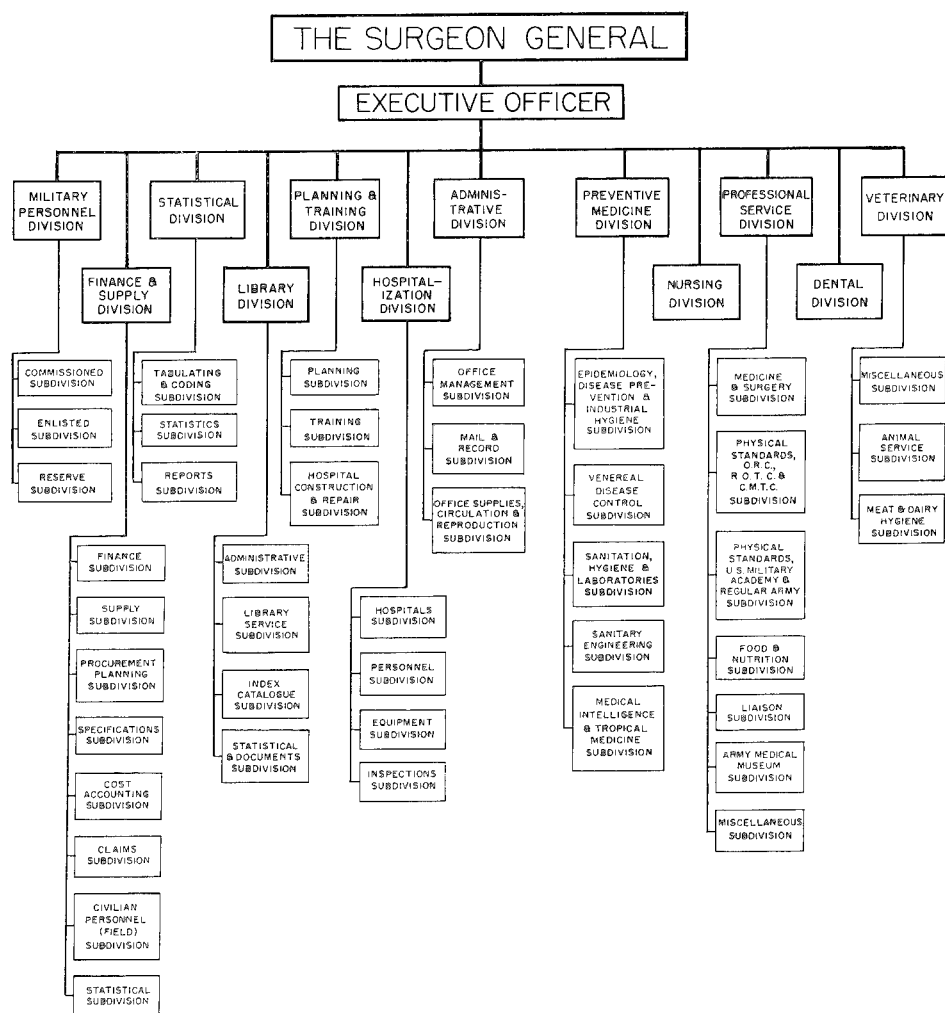 THE SURGEON GENERAL
EXECUTIVE OFFICER
MILITARY
PERSONNEL
DIVISION
STATISTICAL
DIVISION
PLANNING &
TRAINING
DIVISION
ADMINIS-
TRATIVE
DIVISION
PREVENTIVE
MEDICINE
DIVISION
PROFESSIONAL
SERVICE
DIVISION
VETERINARY
DIVISION
FINANCE &
SUPPLY
DIVISION
LIBRARY
DIVISION
HOSPITAL-
IZATION
DIVISION
NURSING
DIVISION
DENTAL
DIVISION
COMMISSIONED
SUBDIVISION
ENLISTED
SUBDIVISION
RESERVE
SUBDIVISION
TABULATING
& CODING
SUBDIVISION
STATISTICS
SUBDIVISION
REPORTS
SUBDIVISION
PLANNING
SUBDIVISION
TRAINING
SUBDIVISION
HOSPITAL
CONSTRUCTION
& REPAIR
SUBDIVISION
OFFICE
MANAGEMENT
SUBDIVISION
MAIL &
RECORD
SUBDIVISION
OFFICE SUPPLIES,
CIRCULATION &
REPRODUCTION
SUBDIVISION
EPIDEMIOLOGY,
DISEASE PRE-
VENTION &
INDUSTRIAL
HYGIENE
SUBDIVISION
VENEREAL
DISEASE
CONTROL
SUBDIVISION
SANITATION,
HYGIENE &
LABORATORIES
SUBDIVISION
SANITARY
ENGINEERING
SUBDIVISION
MEDICAL
INTELLIGENCE
& TROPICAL
MEDICINE
SUBDIVISION
MEDICINE
& SURGERY
SUBDIVISION
PHYSICAL
STANDARDS,
O.R.C.,
R.O.T.C. &
C.M.T.C.
SUBDIVISION
PHYSICAL
STANDARDS,
U.S. MILITARY
ACADEMY &
REGULAR ARMY
SUBDIVISION
FOOD &
NUTRITION
SUBDIVISION
LIAISON
SUBDIVISION
ARMY MEDICAL
MUSEUM
SUBDIVISION
MISCELLANEOUS
SUBDIVISION
MISCELLANEOUS
SUBDIVISION
ANIMAL
SERVICE
SUBDIVISION
MEAT & DAIRY
HYGIENE
SUBDIVISION
FINANCE
SUBDIVISION
SUPPLY
SUBDIVISION
PROCUREMENT
PLANNING
SUBDIVISION
SPECIFICATIONS
SUBDIVISION
COST
ACCOUNTING
SUBDIVISION
CLAIMS
SUBDIVISION
CIVILIAN
PERSONNEL
(FIELD)
SUBDIVISION
STATISTICAL
SUBDIVISION
ADMINISTRATIVE
SUBDIVISION
LIBRARY
SERVICE
SUBDIVISION
INDEX
CATALOGUE
SUBDIVISION
STATISTICAL
& DOCUMENTS
SUBDIVISION
HOSPITALS
SUBDIVISION
PERSONNEL
SUBDIVISION
EQUIPMENT
SUBDIVISION
INSPECTIONS
SUBDIVISION